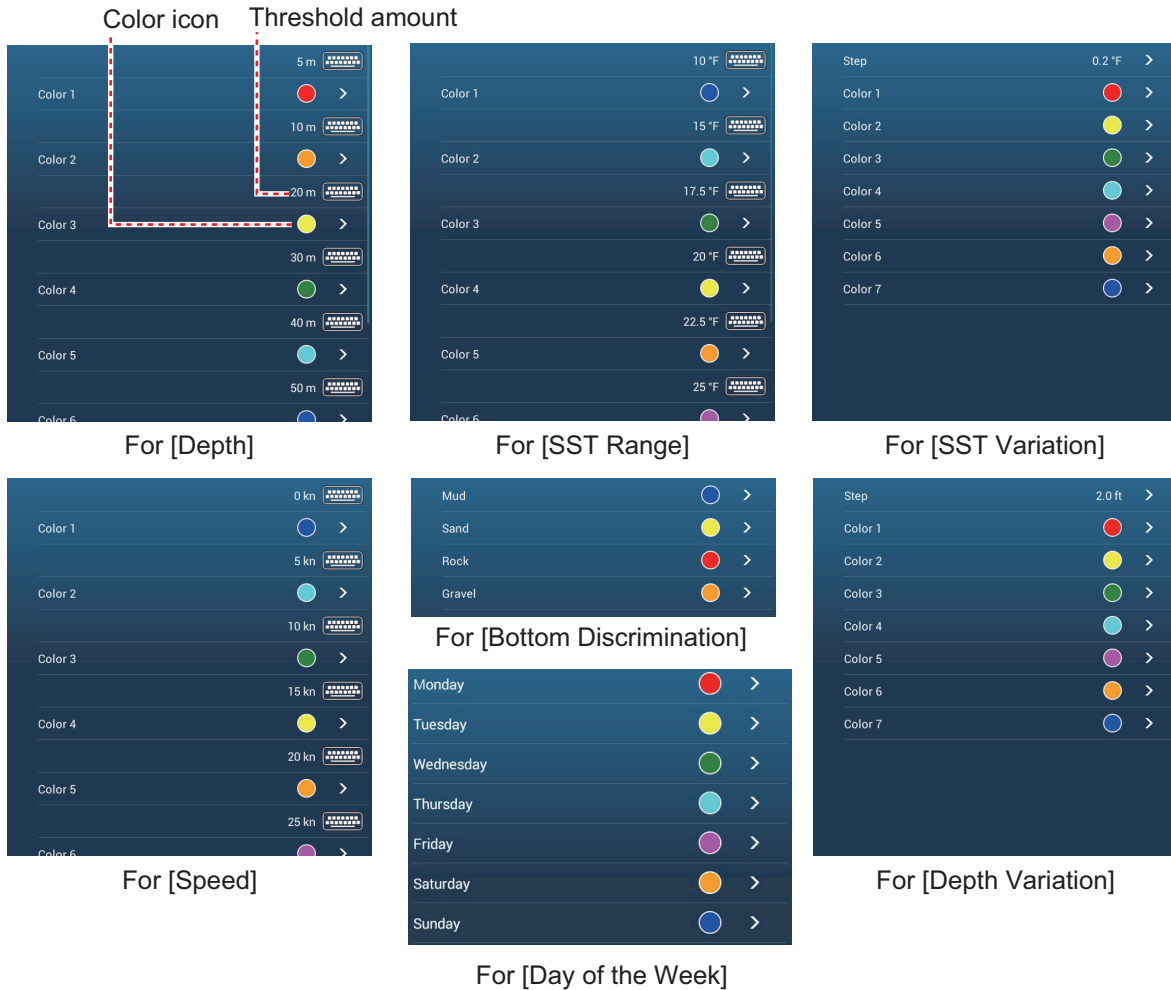 Color icon
Threshold amount
5 m
Color 1
10 m
Color 2
20 m
Color 3
30 m
Color 4
40 m
Color 5
50 m
Color 6
For [Depth]
10 °F
Color 1
15 °F
Color 2
17.5 °F
Color 3
20 °F
Color 4
22.5 °F
Color 5
25 °F
Color 6
For [SST Range]
Step 0.2 °F
Color 1
Color 2
Color 3
Color 4
Color 5
Color 6
Color 7
For [SST Variation]
0 kn
Color 1
5 kn
Color 2
10 kn
Color 3
15 kn
Color 4
20 kn
Color 5
25 kn
Color 6
For [Speed]
Mud
Sand
Rock
Gravel
For [Bottom Discrimination]
Monday
Tuesday
Wednesday
Thursday
Friday
Saturday
Sunday
For [Day of the Week]
Step 2.0 ft
Color 1
Color 2
Color 3
Color 4
Color 5
Color 6
Color 7
For [Depth Variation]